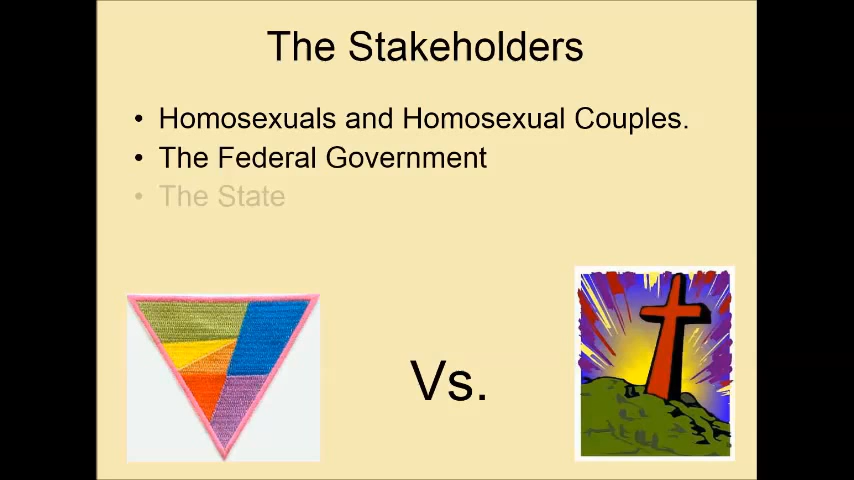 The Stakeholders
• Homosexuals and Homosexual Couples.
• The Federal Government
• The State
Vs.